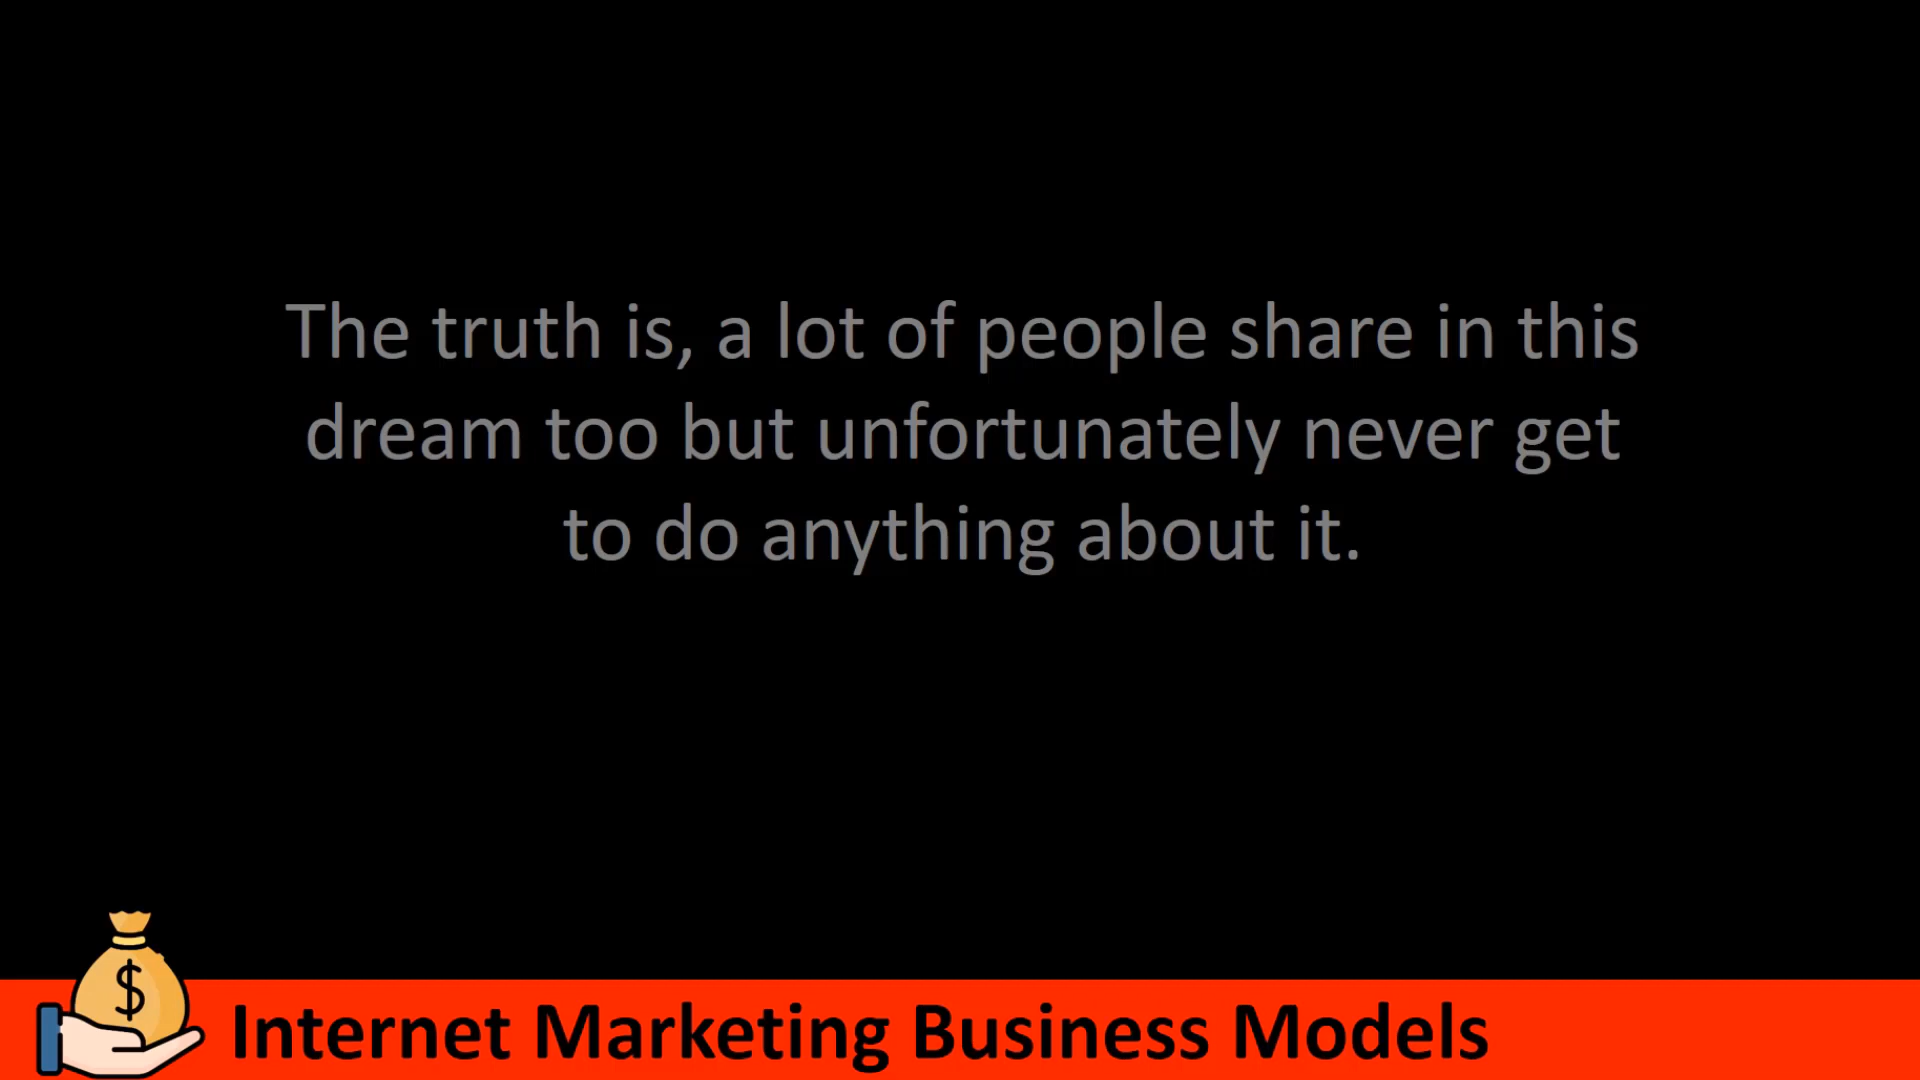 The truth is, a lot of people share in this
dream too but unfortunately never get
to do anything about it.
$
Internet Marketing Business Models